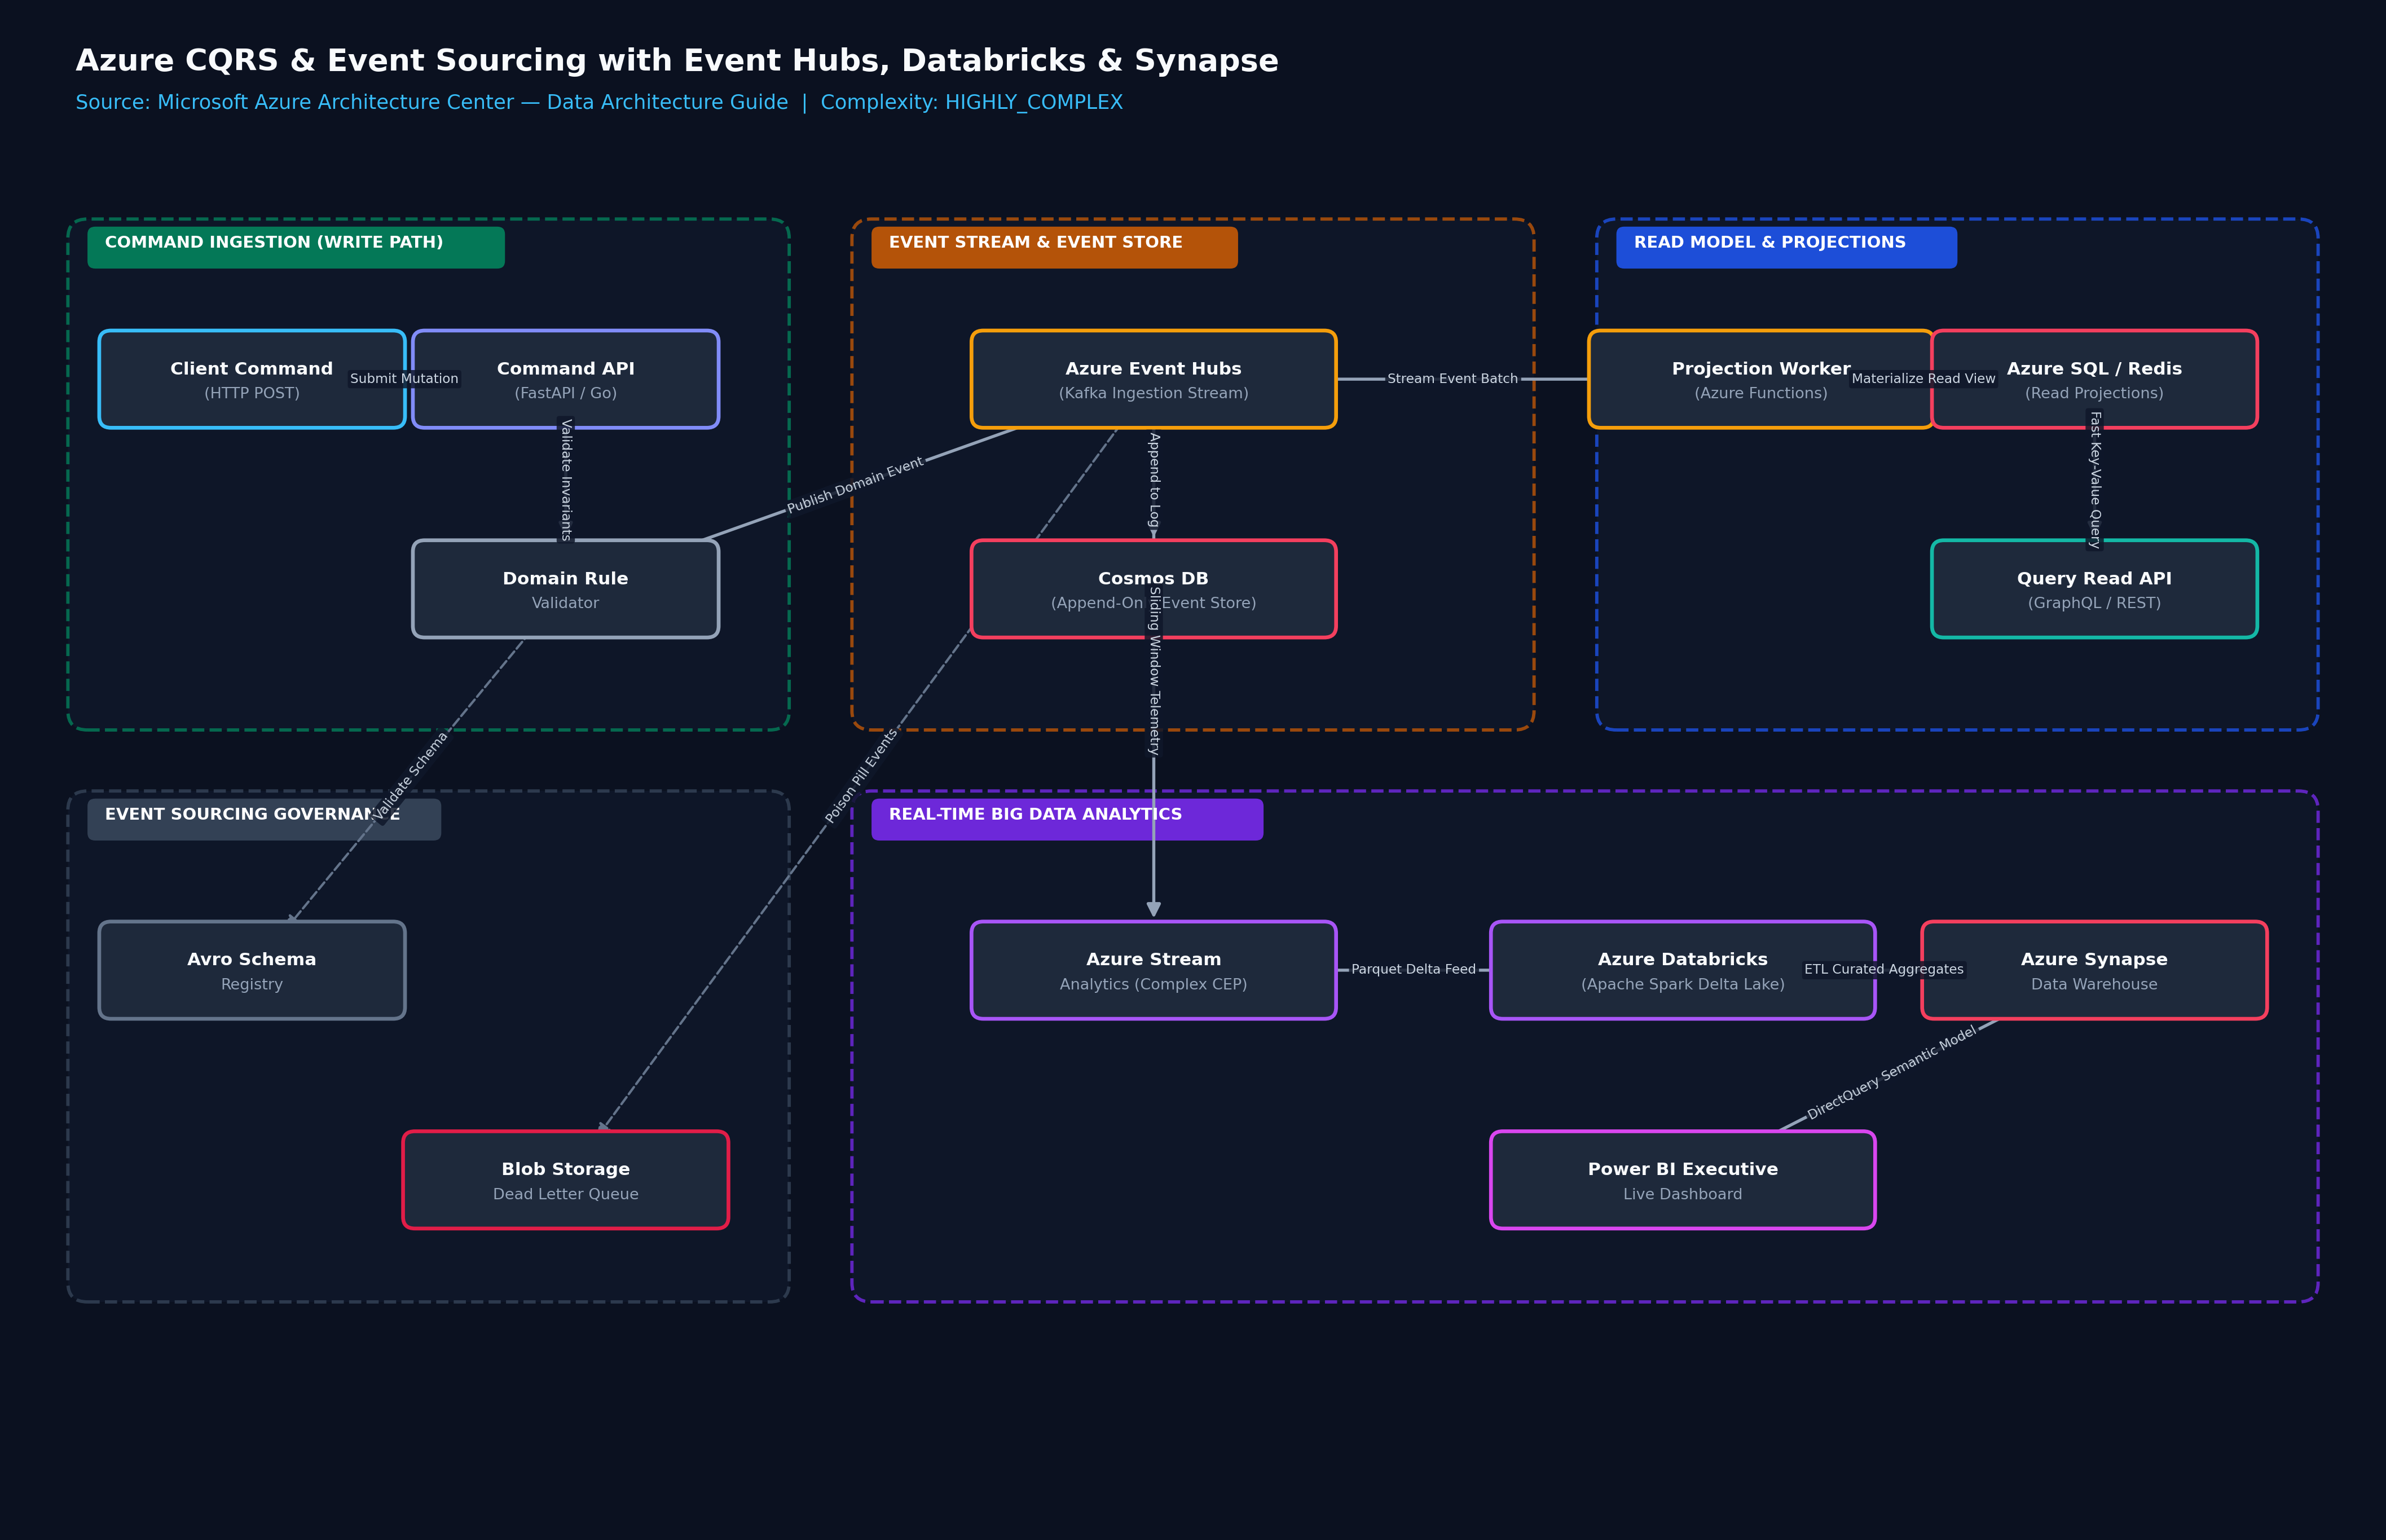 Azure CQRS & Event Sourcing with Event Hubs, Databricks & Synapse
Source: Microsoft Azure Architecture Center — Data Architecture Guide | Complexity: HIGHLY_COMPLEX
COMMAND INGESTION (WRITE PATH)
Client Command
(HTTP POST)
Submit Mutation
Command API
(FastAPI / Go)
Validate Invariants
Domain Rule
Validator
Publish Domain Event
EVENT STREAM & EVENT STORE
Azure Event Hubs
(Kafka Ingestion Stream)
Stream Event Batch
Append to Log
Cosmos DB
(Append-On Event Store)
Sliding Window Telemetry
READ MODEL & PROJECTIONS
Projection Worker
(Azure Functions)
Materialize Read View
Azure SQL / Redis
(Read Projections)
Fast Key-Value Query
Query Read API
(GraphQL / REST)
Validate Schema
Poison Pill Events
EVENT SOURCING GOVERNANCE
Avro Schema
Registry
Blob Storage
Dead Letter Queue
REAL-TIME BIG DATA ANALYTICS
Azure Stream
Analytics (Complex CEP)
Parquet Delta Feed
Azure Databricks
(Apache Spark Delta Lake)
ETL Curated Aggregates
Azure Synapse
Data Warehouse
DirectQuery Semantic Model
Power BI Executive
Live Dashboard